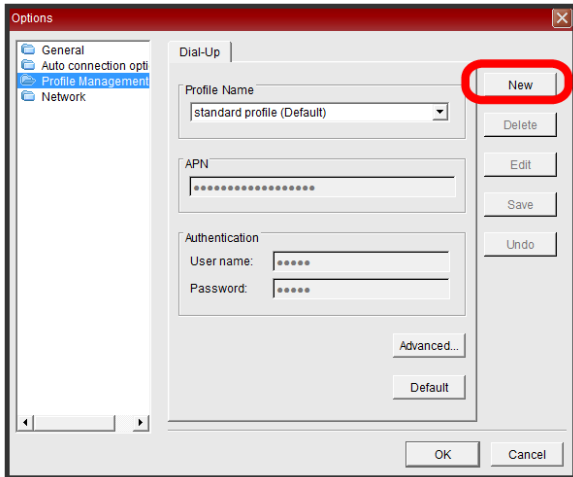 Options
General
Auto connection opti
Profile Management
Network
Dial-Up
Profile Name
standard profile (Default)
APN
••••••••••••••••••
Authentication
User name: •••••
Password: •••••
Advanced...
Default
New
Delete
Edit
Save
Undo
OK
Cancel